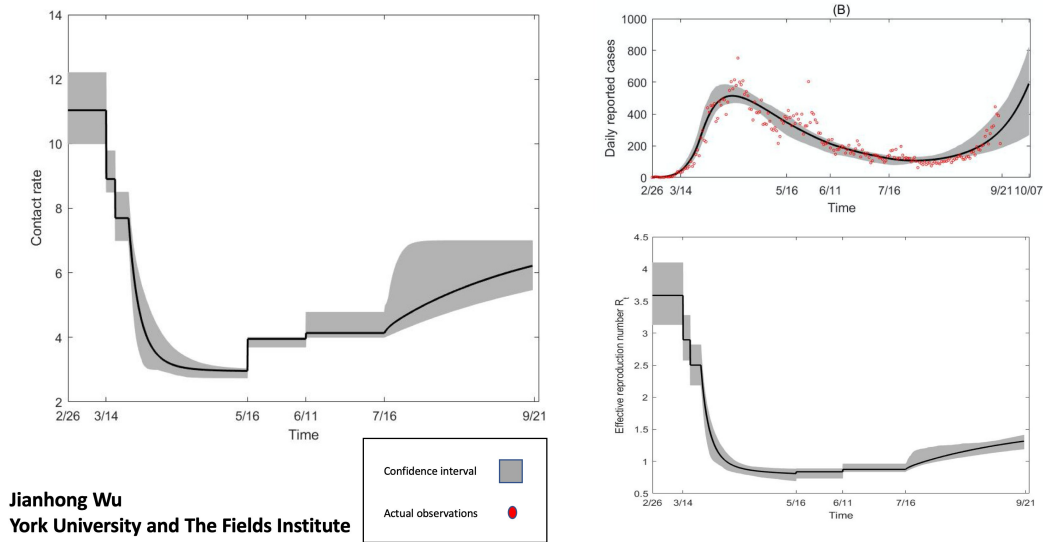 14
12
10
8
6
4
2
Contact rate
2/26 3/14 5/16 6/11 7/16 9/21
Time
(B)
1000
800
600
400
200
0
Daily reported cases
2/26 3/14 5/16 6/11 7/16 9/21 10/07
Time
4.5
4
3.5
3
2.5
2
1.5
1
0.5
Effective reproduction number Rt
2/26 3/14 5/16 6/11 7/16 9/21
Time
Confidence interval
Actual observations
Jianhong Wu
York University and The Fields Institute